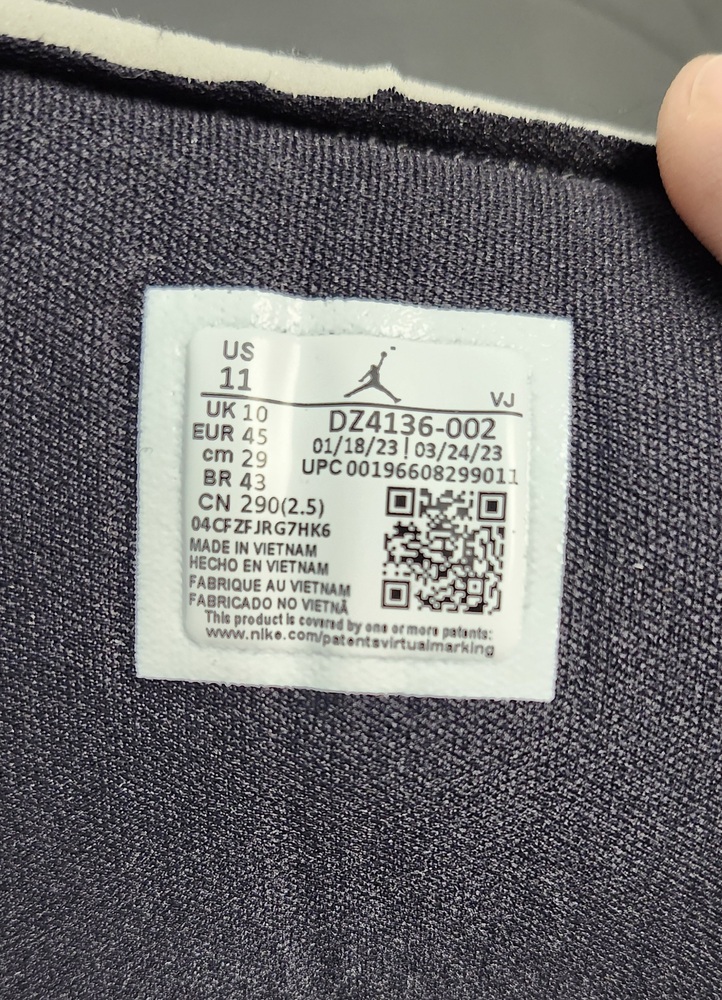 US
11
VJ
UK 10
EUR 45
cm 29
BR 43
CN 290(2.5)
DZ4136-002
01/18/23 | 03/24/23
UPC 00196608299011
04CFZFJRG7HK6
MADE IN VIETNAM
HECHO EN VIETNAM
FABRIQUE AU VIETNAM
FABRICADO NO VIETNÃ
This product is covered by one or more patents:
www.nike.com/patentsvirtualmarking